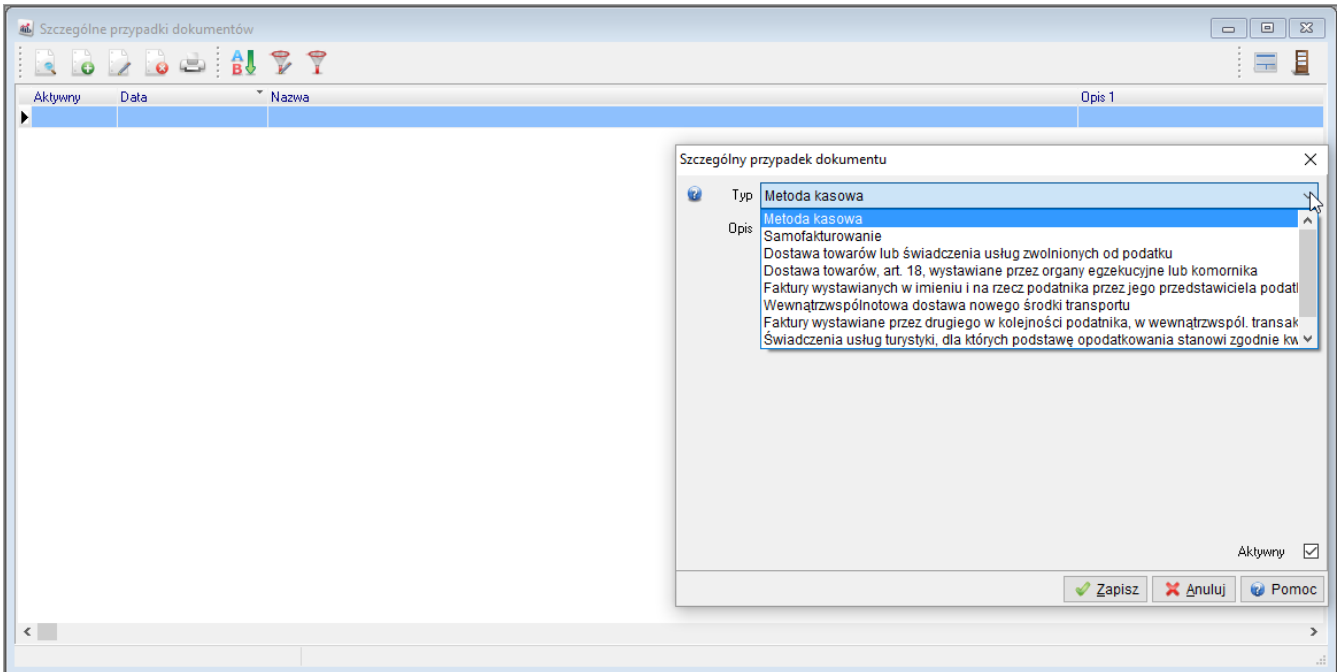 Szczególne przypadki dokumentów
A
B
Aktywny Data Nazwa Opis 1
Szczególny przypadek dokumentu
Typ Metoda kasowa
Opis
Metoda kasowa
Samofakturowanie
Dostawa towarów lub świadczenia usług zwolnionych od podatku
Dostawa towarów, art. 18, wystawiane przez organy egzekucyjne lub komornika
Faktury wystawianych w imieniu i na rzecz podatnika przez jego przedstawiciela podatl
Wewnątrzwspólnotowa dostawa nowego środki transportu
Faktury wystawiane przez drugiego w kolejności podatnika, w wewnątrzwspól. transak
Świadczenia usług turystyki, dla których podstawę opodatkowania stanowi zgodnie kw
Aktywny
Zapisz Anuluj Pomoc